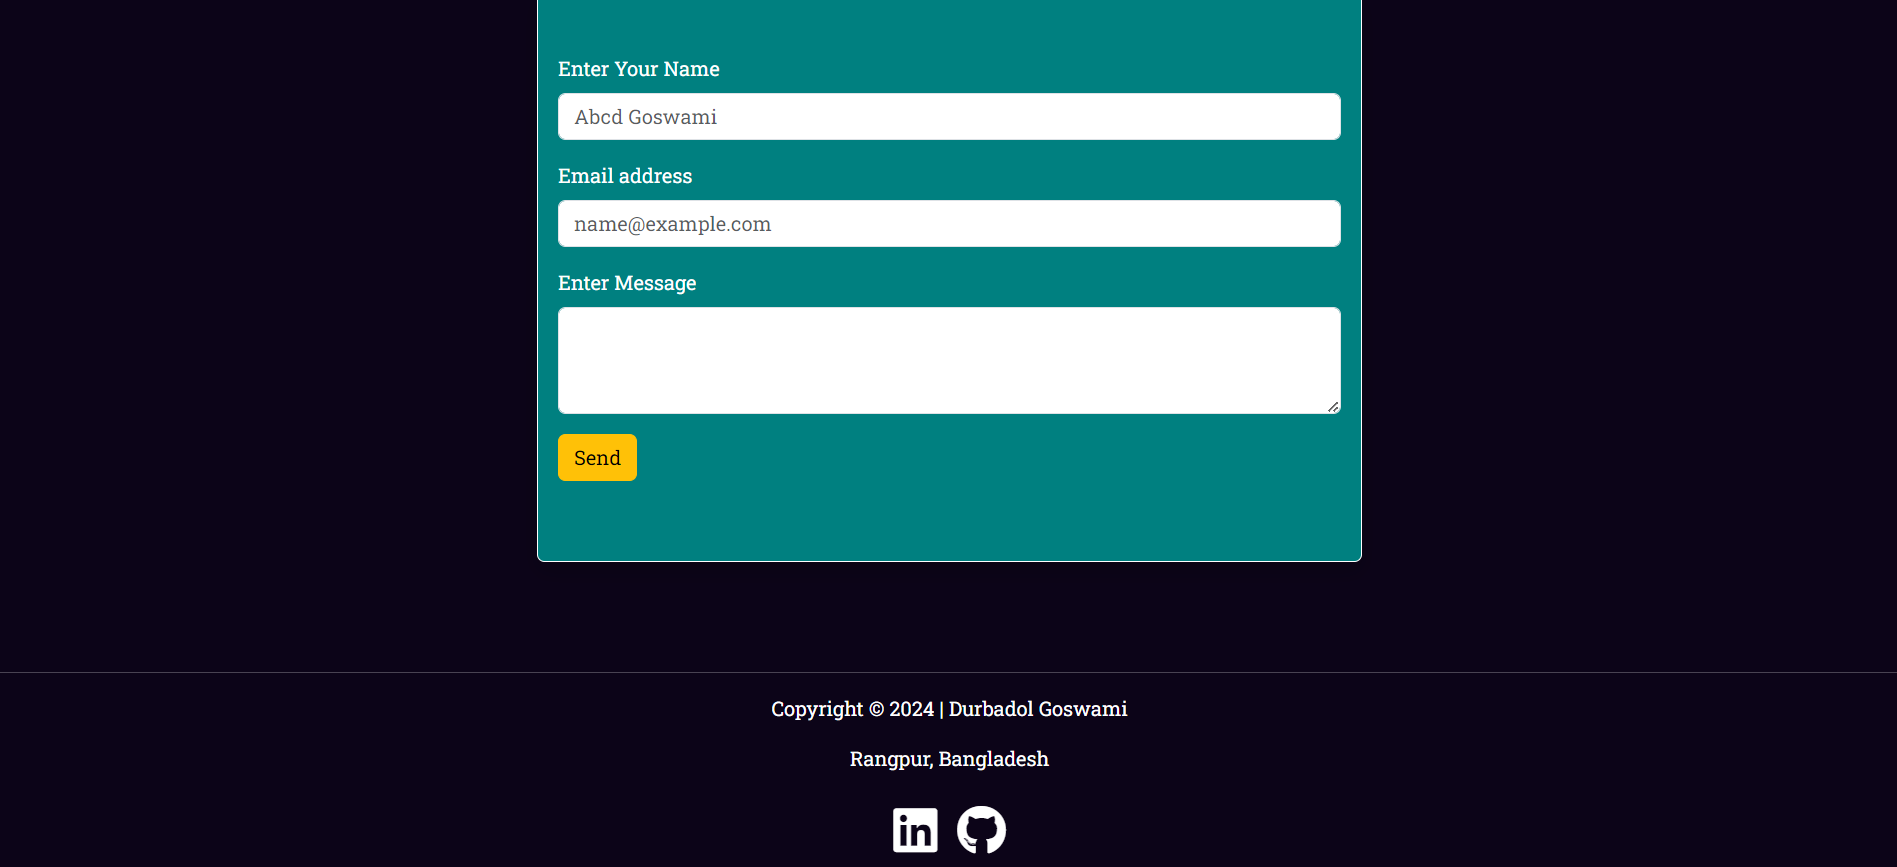 Enter Your Name
Abcd Goswami
Email address
name@example.com
Enter Message
Send
Copyright © 2024 | Durbadol Goswami
Rangpur, Bangladesh
in